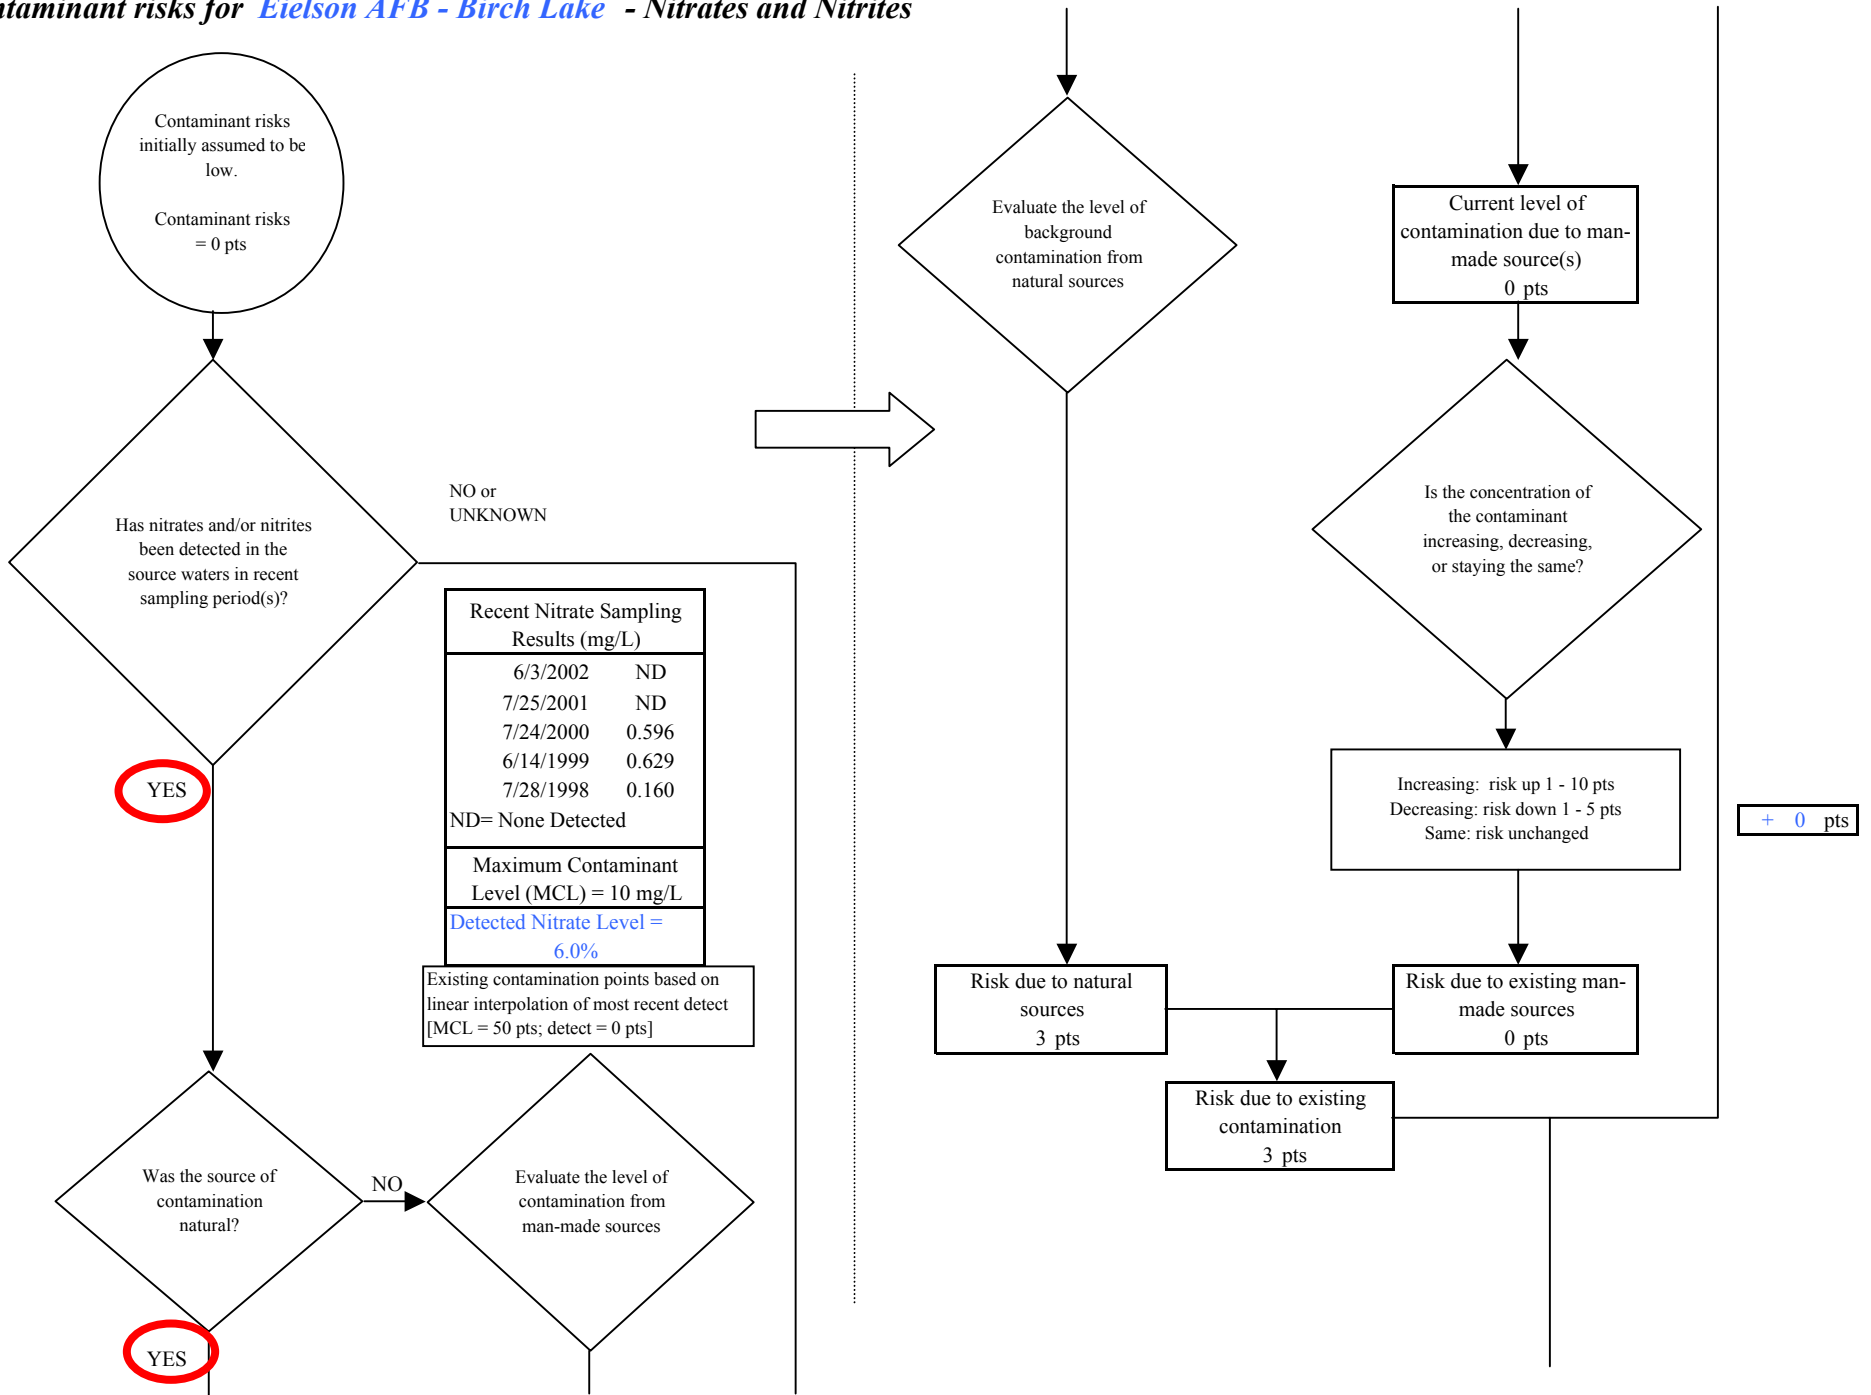 ntaminant risks for Eielson AFB - Birch Lake - Nitrates and Nitrites
Contaminant risks
initially assumed to be
low.
Contaminant risks
= 0 pts
Has nitrates and/or nitrites
been detected in the
source waters in recent
sampling period(s)?
NO or
UNKNOWN
YES
Recent Nitrate Sampling
Results (mg/L)
6/3/2002 ND
7/25/2001 ND
7/24/2000 0.596
6/14/1999 0.629
7/28/1998 0.160
ND= None Detected
Maximum Contaminant
Level (MCL) = 10 mg/L
Detected Nitrate Level =
6.0%
Existing contamination points based on
linear interpolation of most recent detect
[MCL = 50 pts; detect = 0 pts]
Was the source of
contamination
natural?
NO
Evaluate the level of
contamination from
man-made sources
YES
Evaluate the level of
background
contamination from
natural sources
Current level of
contamination due to man-
made source(s)
0 pts
Is the concentration of
the contaminant
increasing, decreasing,
or staying the same?
Increasing: risk up 1 - 10 pts
Decreasing: risk down 1 - 5 pts
Same: risk unchanged
+ 0 pts
Risk due to natural
sources
3 pts
Risk due to existing man-
made sources
0 pts
Risk due to existing
contamination
3 pts